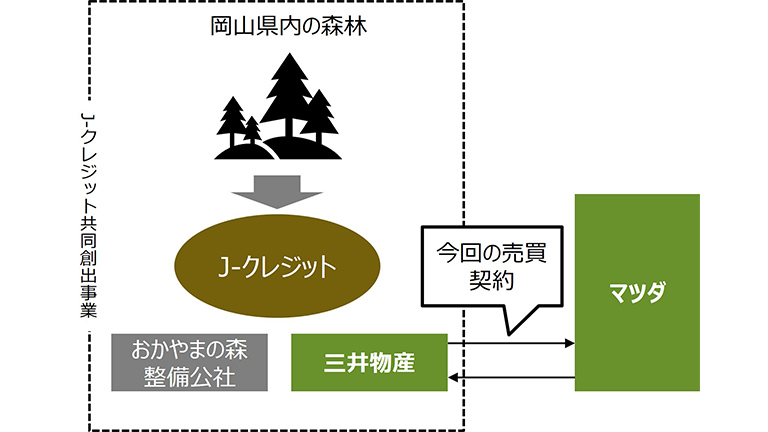 岡山県内の森林
J-クレジット共同創出事業
J-クレジット
今回の売買
契約
マツダ
おかやまの森
整備公社
三井物産